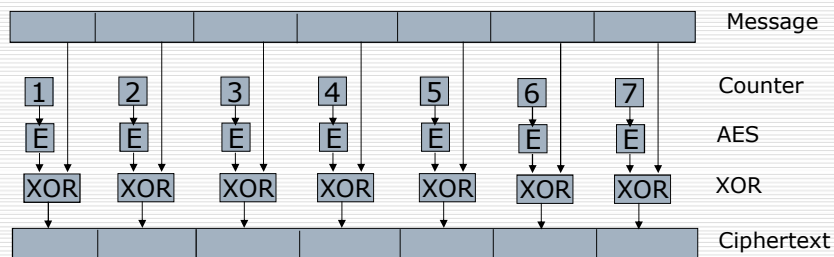 Message
1 2 3 4 5 6 7 Counter
E E E E E E E AES
XOR XOR XOR XOR XOR XOR XOR XOR
Ciphertext